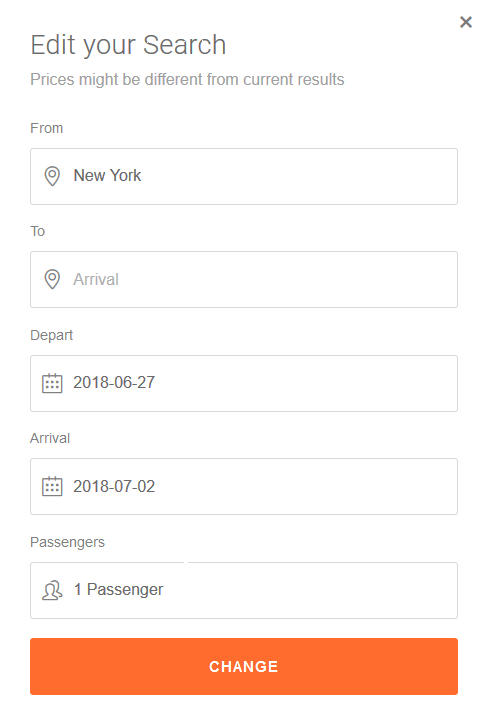 ×
Edit your Search
Prices might be different from current results
From
New York
To
Arrival
Depart
2018-06-27
Arrival
2018-07-02
Passengers
1 Passenger
CHANGE